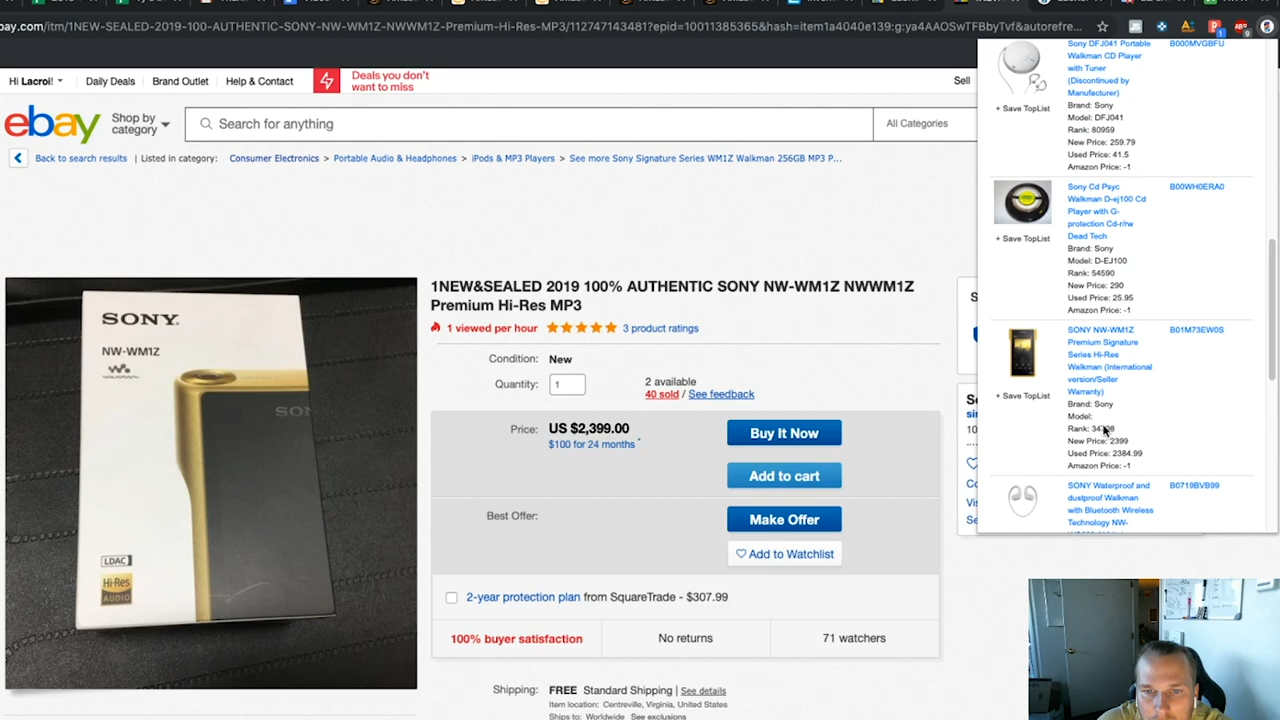 bay.com/itm/1NEW-SEALED-2019-100-AUTHENTIC-SONY-NW-WM1Z-NWWM1Z-Premium-Hi-Res-MP3/112747143481?epid=10011385365&hash=item1a4040e139:g:ya4AAOSwTFBbyTvf&autorefre...
Hi Lacroi!
Daily Deals
Brand Outlet
Help & Contact
Deals you don't
want to miss
Sell
ebay
Shop by
category
Search for anything
All Categories
Back to search results
Listed in category:
Consumer Electronics > Portable Audio & Headphones > iPods & MP3 Players > See more Sony Signature Series WM1Z Walkman 256GB MP3 P...
SONY
NW-WM1Z
LDAC
Hi-Res
AUDIO
1NEW&SEALED 2019 100% AUTHENTIC SONY NW-WM1Z NWWM1Z
Premium Hi-Res MP3
1 viewed per hour
3 product ratings
Condition: New
Quantity: 1
2 available
40 sold / See feedback
Price: US $2,399.00
$100 for 24 months *
Buy It Now
Add to cart
Best Offer:
Make Offer
Add to Watchlist
2-year protection plan from SquareTrade - $307.99
100% buyer satisfaction
No returns
71 watchers
Shipping: FREE Standard Shipping | See details
Item location: Centreville, Virginia, United States
Ships to: Worldwide See exclusions
Sony DFJ041 Portable
Walkman CD Player
with Tuner
(Discontinued by
Manufacturer)
B000MVGBFU
+ Save TopList
Brand: Sony
Model: DFJ041
Rank: 80959
New Price: 259.79
Used Price: 41.5
Amazon Price: -1
Sony Cd Psyc
Walkman D-ej100 Cd
Player with G-
protection Cd-r/rw
Dead Tech
B00WH0ERA0
+ Save TopList
Brand: Sony
Model: D-EJ100
Rank: 54590
New Price: 290
Used Price: 25.95
Amazon Price: -1
SONY NW-WM1Z
Premium Signature
Series Hi-Res
Walkman (International
version/Seller
Warranty)
B01M73EW0S
+ Save TopList
Brand: Sony
Model:
Rank:
New Price: 2399
Used Price: 2384.99
Amazon Price: -1
SONY Waterproof and
dustproof Walkman
with Bluetooth Wireless
Technology NW-
B0719BVB99